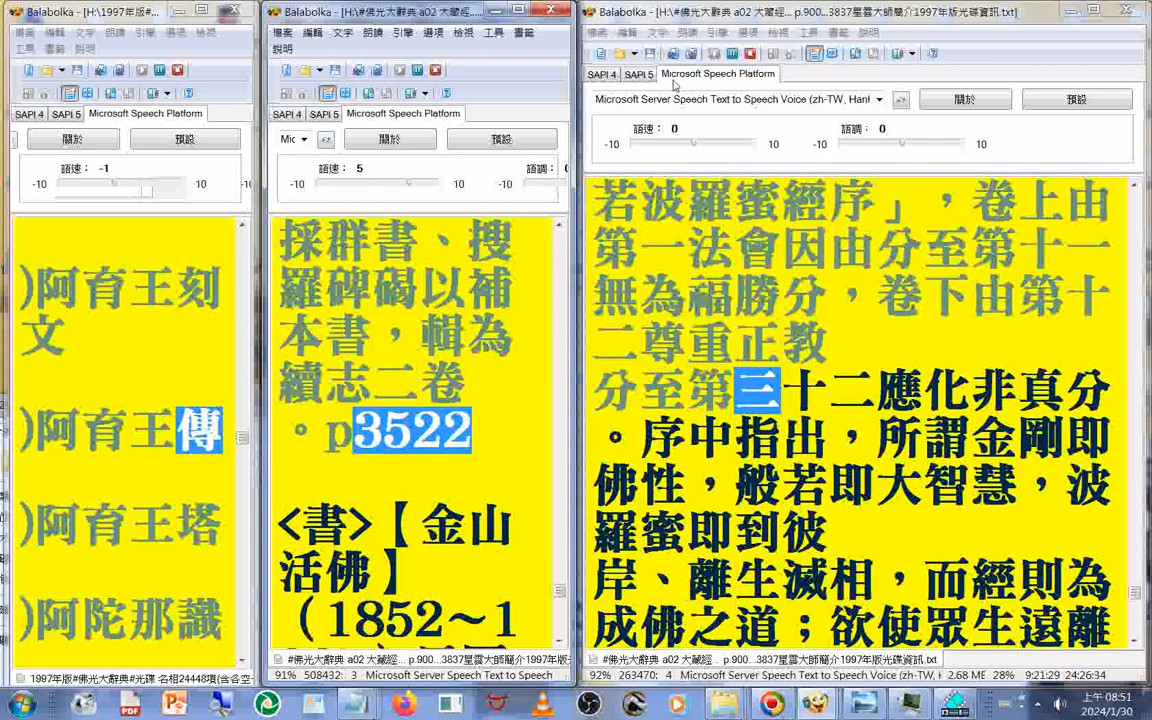 Balabolka - [H:\1997年版#...
檔案 編輯 文字 朗讀 引擎 選項 檢視
工具 書籤 說明
SAPI 4 SAPI 5 Microsoft Speech Platform
關於 預設
語速： -1
-10 10
)阿育王刻
文
)阿育王傳
)阿育王塔
)阿陀那識
Balabolka - [H:\#佛光大辭典 a02 大藏經...
檔案 編輯 文字 朗讀 引擎 選項 檢視 工具 書籤
說明
SAPI 4 SAPI 5 Microsoft Speech Platform
Mic 關於 預設
語速： 5 語調：
-10 10 -10
採群書、搜
羅碑碣以補
本書，輯為
續志二卷
。p3522
<書>【金山
活佛】
（1852～1
#佛光大辭典 a02 大藏經... p.900...3837星雲大師簡介1997年版光
91% 508432: 3 Microsoft Server Speech Text to Speech
Balabolka - [H:\#佛光大辭典 a02 大藏經... p.900...3837星雲大師簡介1997年版光碟資訊.txt]
檔案 編輯 文字 朗讀 引擎 選項 檢視 工具 書籤 說明
SAPI 4 SAPI 5 Microsoft Speech Platform
Microsoft Server Speech Text to Speech Voice (zh-TW, Hanl 關於 預設
語速： 0 語調： 0
-10 10 -10 10
若波羅蜜經序」，卷上由
第一法會因由分至第十一
無為福勝分，卷下由第十
二尊重正教
分至第三十二應化非真分
。序中指出，所謂金剛即
佛性，般若即大智慧，波
羅蜜即到彼
岸、離生滅相，而經則為
成佛之道；欲使眾生遠離
#佛光大辭典 a02 大藏經... p.900...3837星雲大師簡介1997年版光碟資訊.txt
92% 263470: 4 Microsoft Server Speech Text to Speech Voice (zh-TW, H 2.68 MB 28% 9:21:29 24:26:34
1997年版#佛光大辭典#光碟 名相24448項(含各空
上午 08:51
2024/1/30